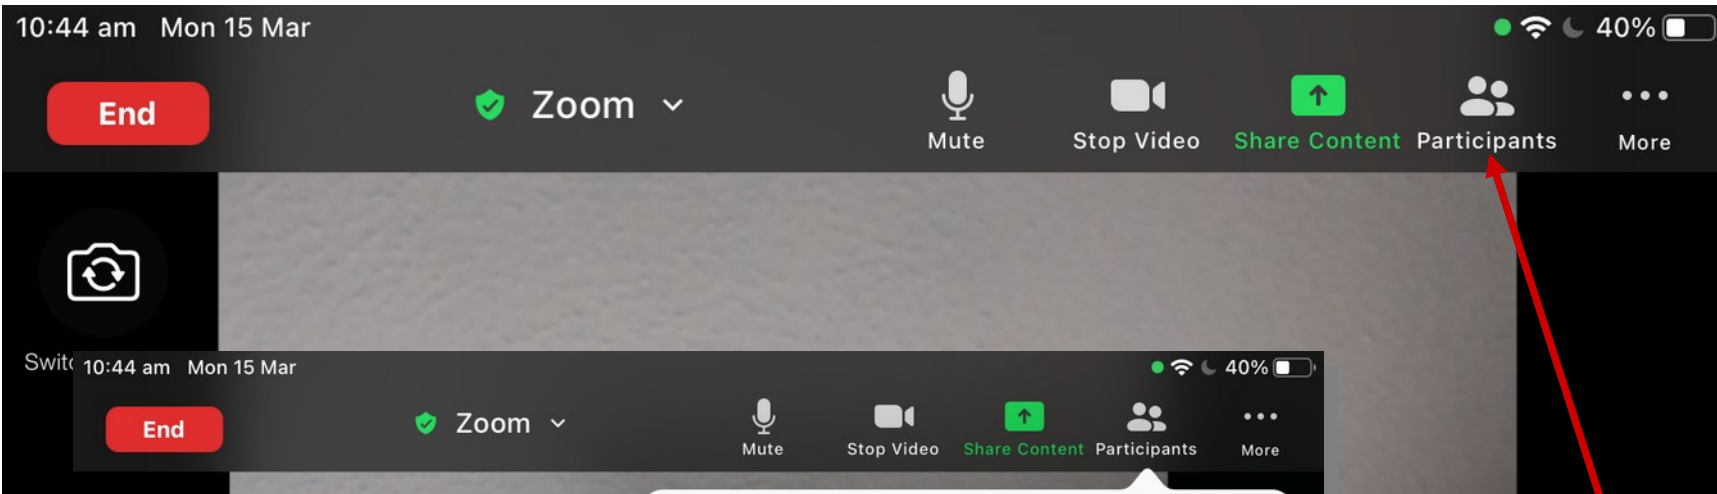 10:44 am Mon 15 Mar 40%
End Zoom
Mute Stop Video Share Content Participants More
10:44 am Mon 15 Mar 40%
End Zoom
Mute Stop Video Share Content Participants More